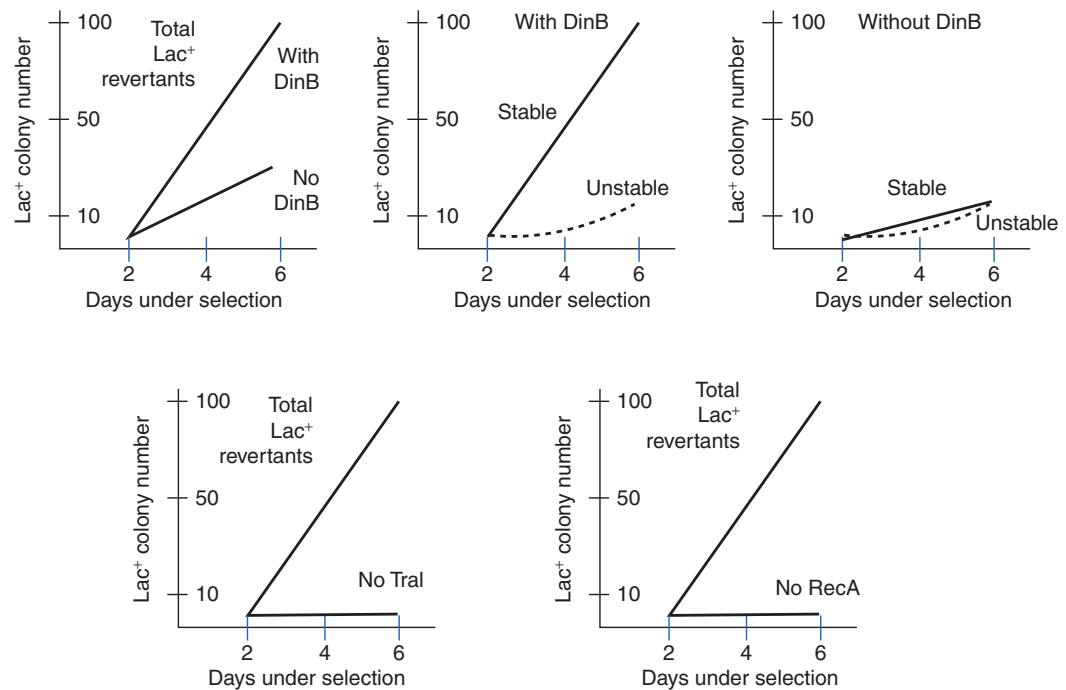 Lac⁺ colony number
100
50
10
Total
Lac⁺
revertants
With
DinB
No
DinB
2
4
6
Days under selection
Lac⁺ colony number
100
50
10
With DinB
Stable
Unstable
2
4
6
Days under selection
Lac⁺ colony number
100
50
10
Without DinB
Stable
Unstable
2
4
6
Days under selection
Lac⁺ colony number
100
50
10
Total
Lac⁺
revertants
No TraI
2
4
6
Days under selection
Lac⁺ colony number
100
50
10
Total
Lac⁺
revertants
No RecA
2
4
6
Days under selection